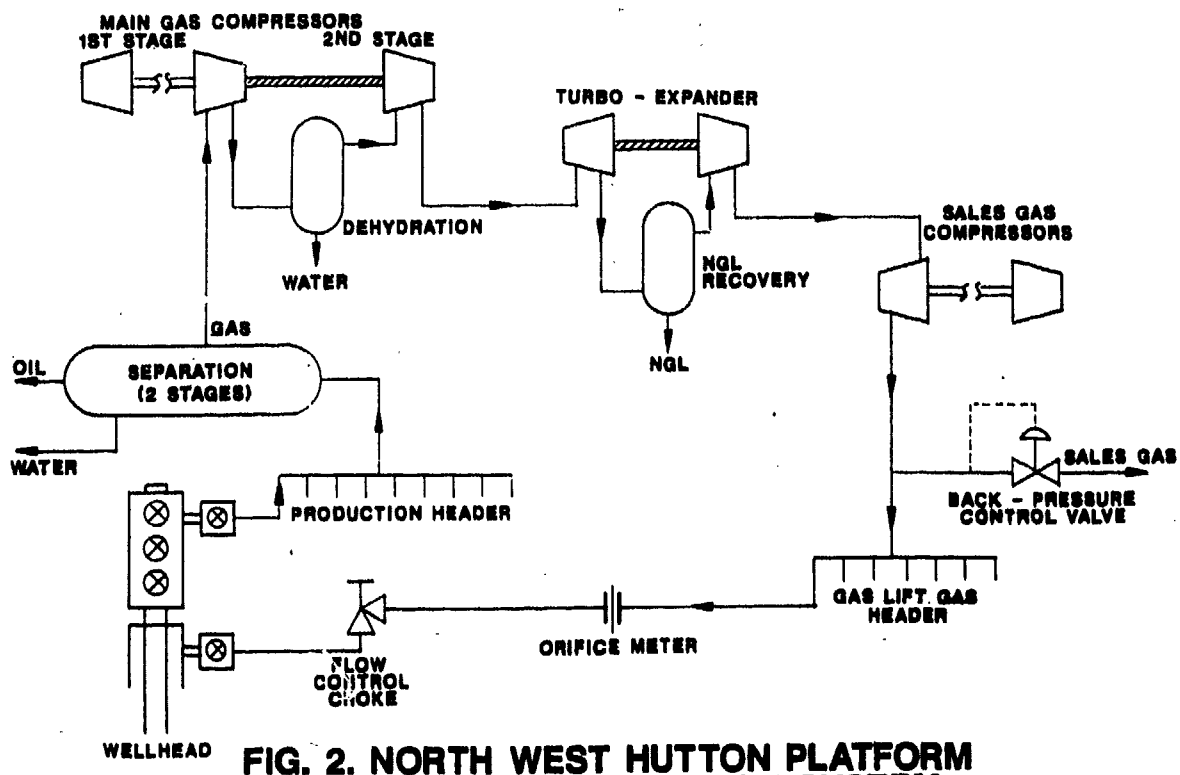 MAIN GAS COMPRESSORS
1ST STAGE
2ND STAGE
TURBO - EXPANDER
DEHYDRATION
WATER
SALES GAS
COMPRESSORS
NGL
RECOVERY
NGL
GAS
OIL
SEPARATION
(2 STAGES)
WATER
SALES GAS
BACK - PRESSURE
CONTROL VALVE
PRODUCTION HEADER
GAS LIFT GAS
HEADER
ORIFICE METER
FLOW
CONTROL
CHOKE
WELLHEAD
FIG. 2. NORTH WEST HUTTON PLATFORM